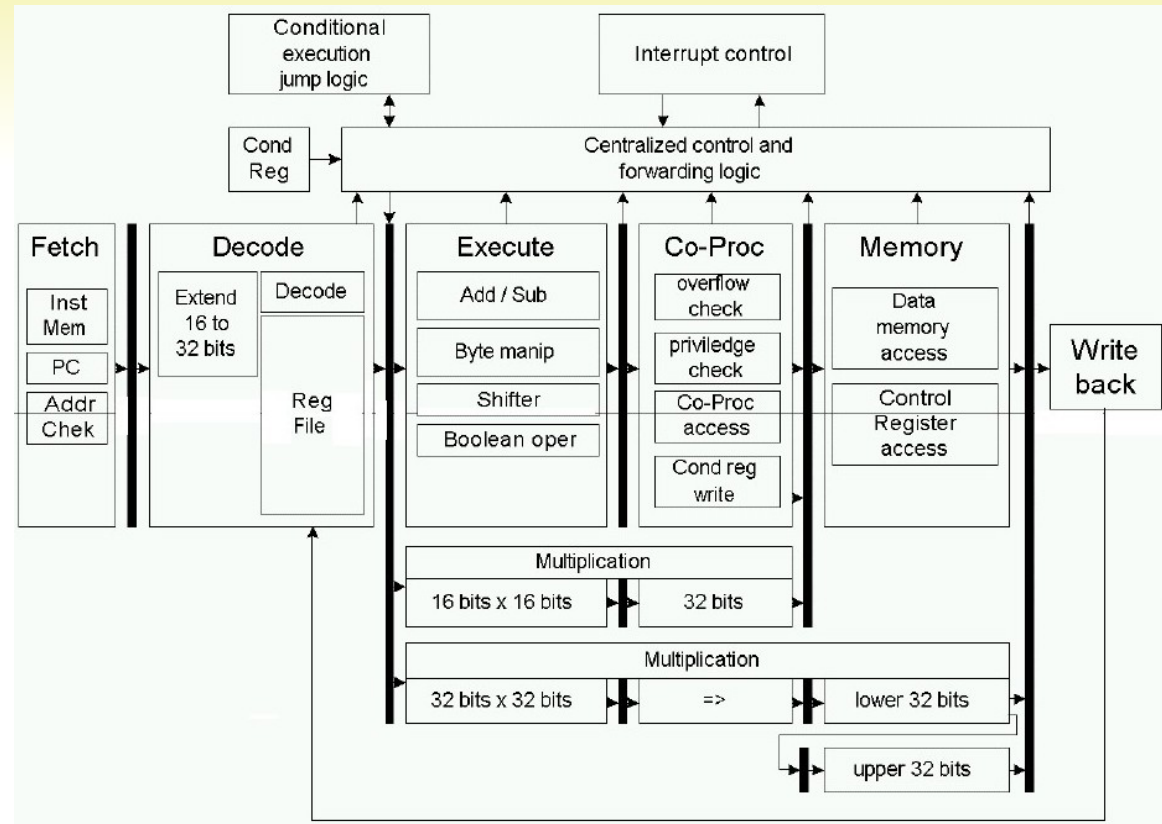 Conditional
execution
jump logic
Interrupt control
Cond
Reg
Centralized control and
forwarding logic
Fetch
Inst
Mem
PC
Addr
Chek
Decode
Extend
16 to
32 bits
Decode
Reg
File
Execute
Add / Sub
Byte manip
Shifter
Boolean oper
Co-Proc
overflow
check
priviledge
check
Co-Proc
access
Cond reg
write
Memory
Data
memory
access
Control
Register
access
Write
back
Multiplication
16 bits x 16 bits
32 bits
Multiplication
32 bits x 32 bits
=>
lower 32 bits
upper 32 bits